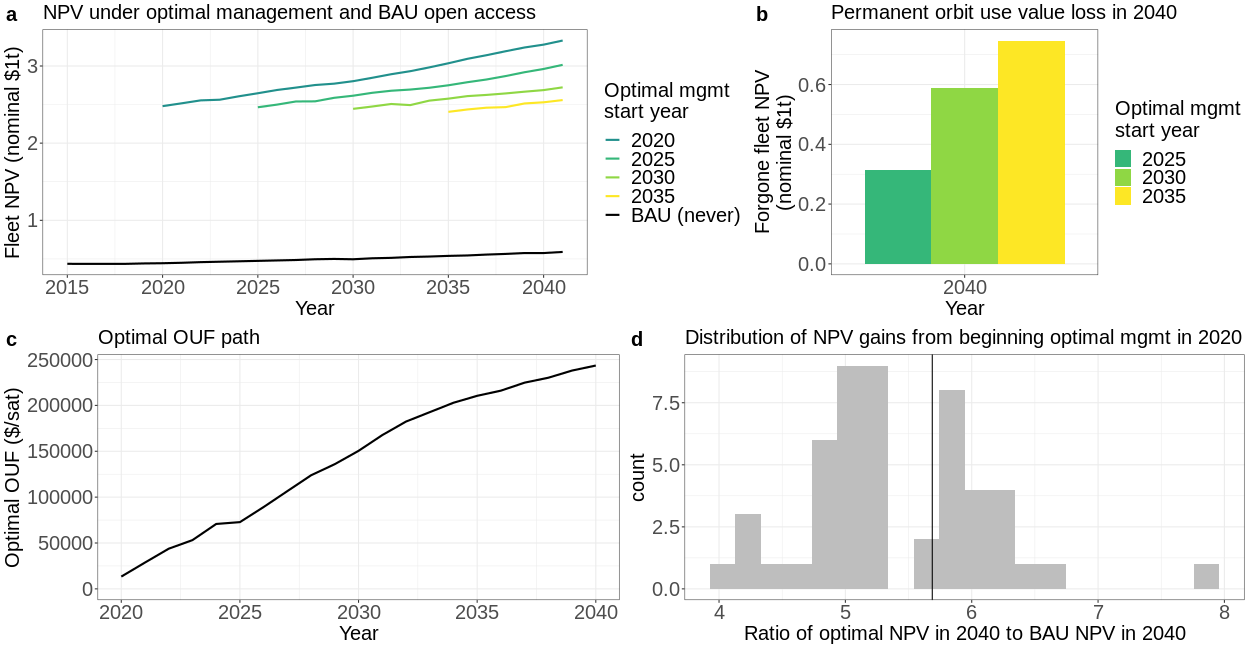 a
NPV under optimal management and BAU open access
Fleet NPV (nominal $1t)
3
2
1
2015 2020 2025 2030 2035 2040
Year
Optimal mgmt
start year
2020
2025
2030
2035
BAU (never)
b
Permanent orbit use value loss in 2040
Forgone fleet NPV
(nominal $1t)
0.6
0.4
0.2
0.0
2040
Year
Optimal mgmt
start year
2025
2030
2035
c
Optimal OUF path
Optimal OUF ($/sat)
250000
200000
150000
100000
50000
0
2020 2025 2030 2035 2040
Year
d
Distribution of NPV gains from beginning optimal mgmt in 2020
count
7.5
5.0
2.5
0.0
4 5 6 7 8
Ratio of optimal NPV in 2040 to BAU NPV in 2040